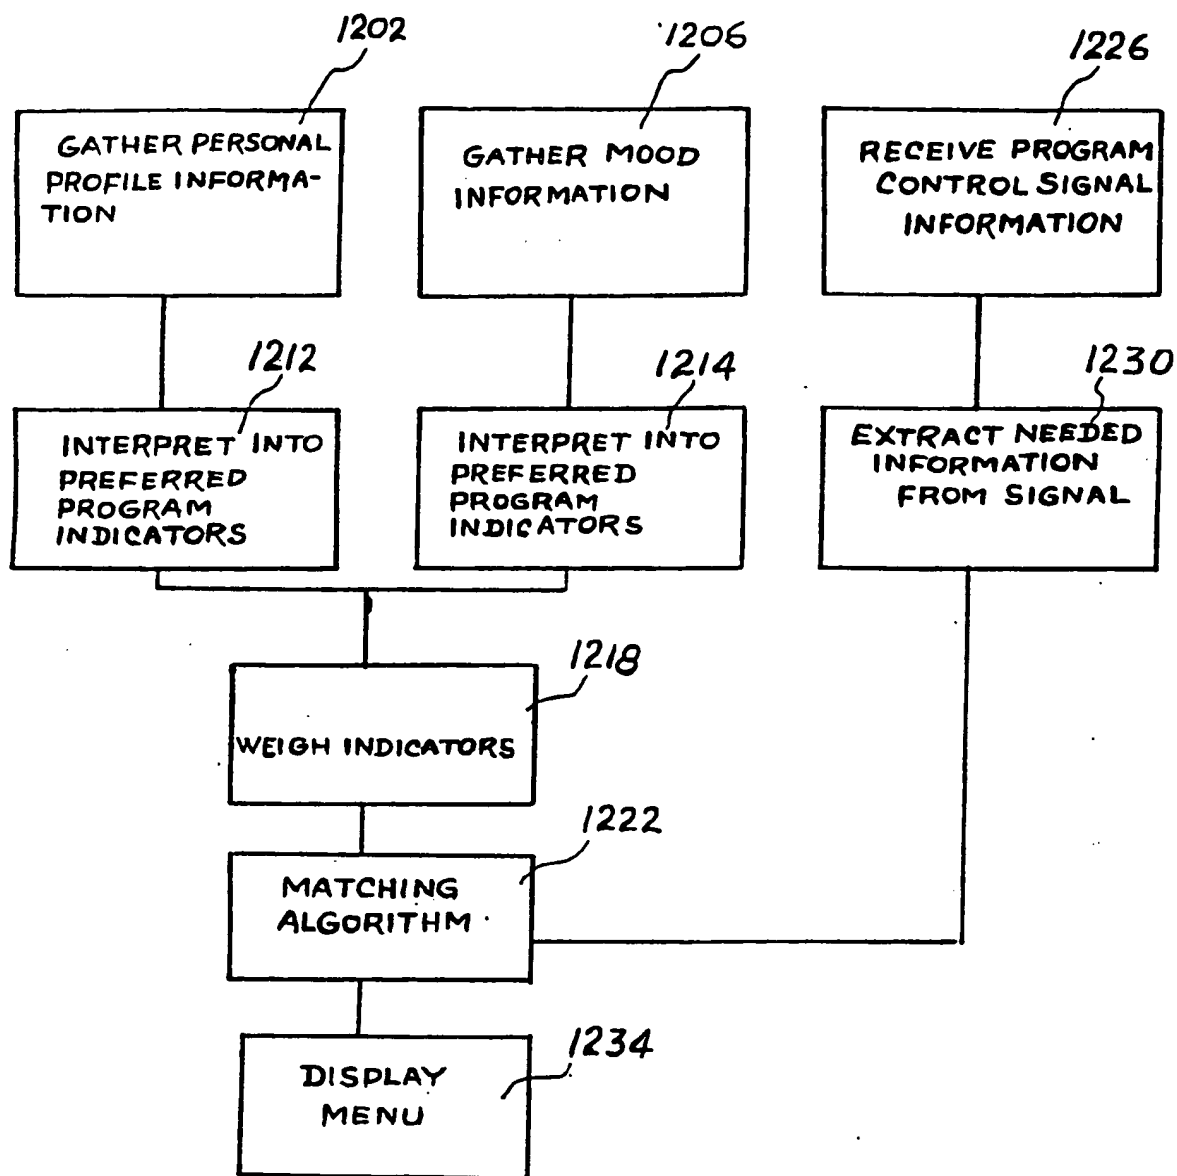 1202
GATHER PERSONAL
PROFILE INFORMA-
TION
1206
GATHER MOOD
INFORMATION
1226
RECEIVE PROGRAM
CONTROL SIGNAL
INFORMATION
1212
INTERPRET INTO
PREFERRED
PROGRAM
INDICATORS
1214
INTERPRET INTO
PREFERRED
PROGRAM
INDICATORS
1230
EXTRACT NEEDED
INFORMATION
FROM SIGNAL
1218
WEIGH INDICATORS
1222
MATCHING
ALGORITHM
1234
DISPLAY
MENU